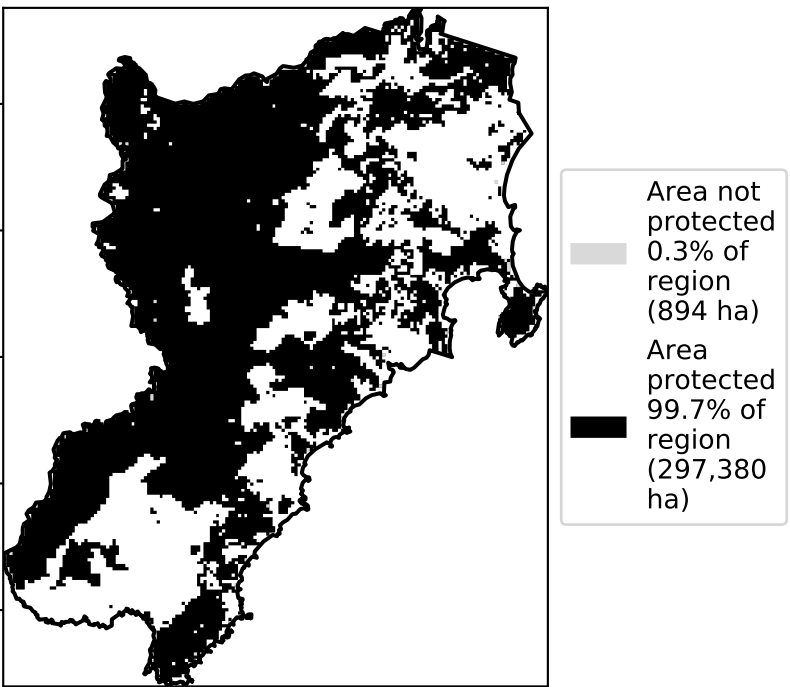 Area not
protected
0.3% of
region
(894 ha)
Area
protected
99.7% of
region
(297,380
ha)